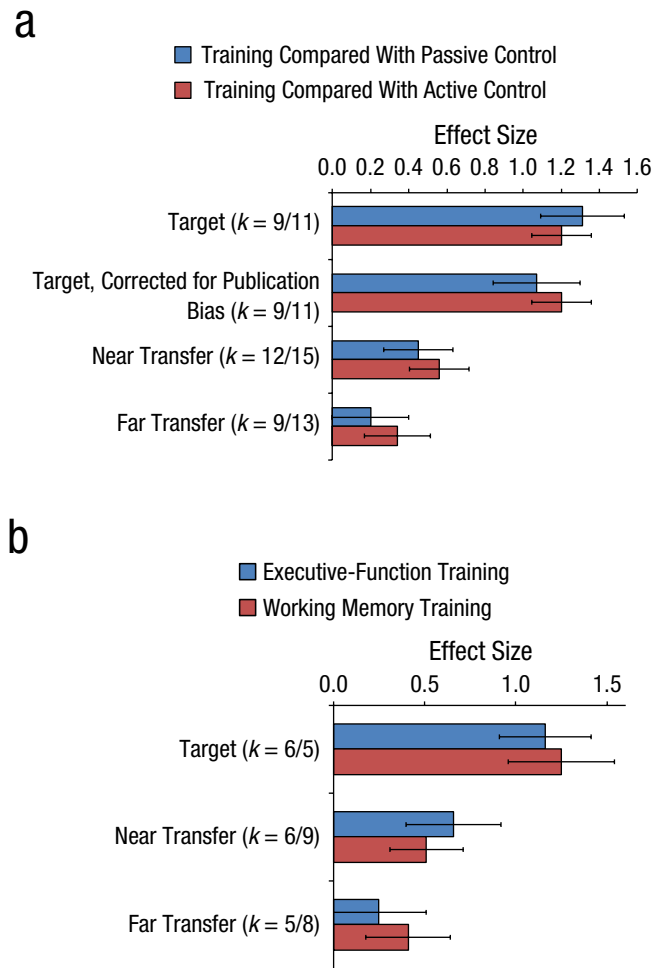 a
Training Compared With Passive Control
Training Compared With Active Control
Effect Size
0.0 0.2 0.4 0.6 0.8 1.0 1.2 1.4 1.6
Target (k = 9/11)
Target, Corrected for Publication
Bias (k = 9/11)
Near Transfer (k = 12/15)
Far Transfer (k = 9/13)
b
Executive-Function Training
Working Memory Training
Effect Size
0.0 0.5 1.0 1.5
Target (k = 6/5)
Near Transfer (k = 6/9)
Far Transfer (k = 5/8)